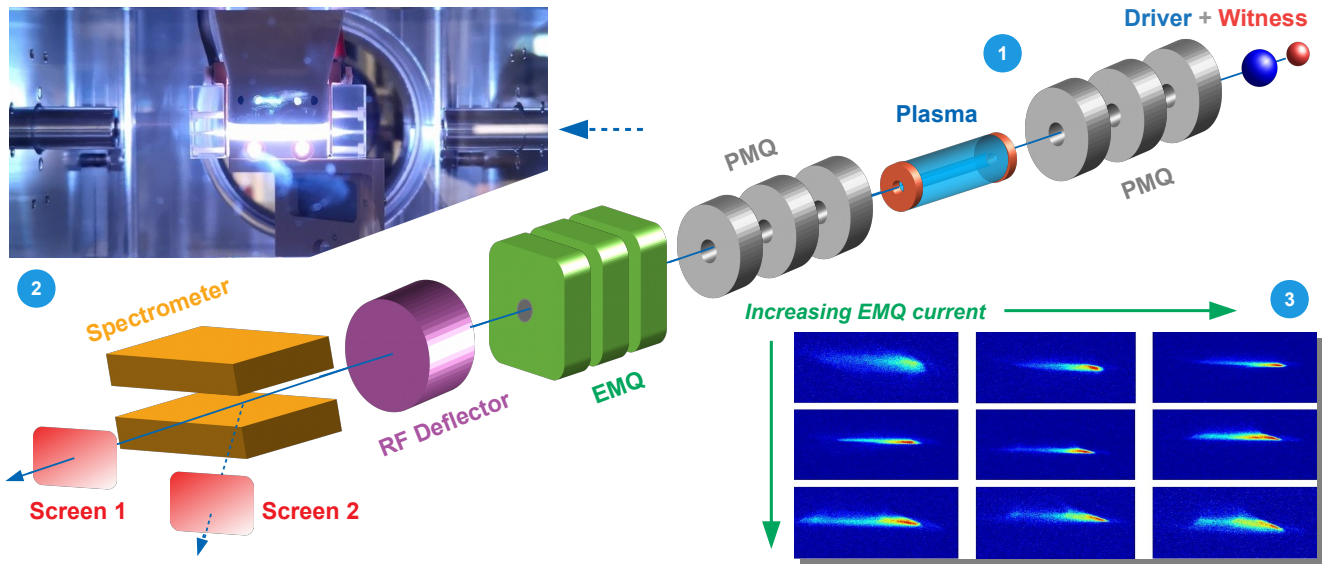 Driver + Witness
1
Plasma
PMQ
PMQ
2
Spectrometer
EMQ
RF Deflector
Screen 1
Screen 2
3
Increasing EMQ current